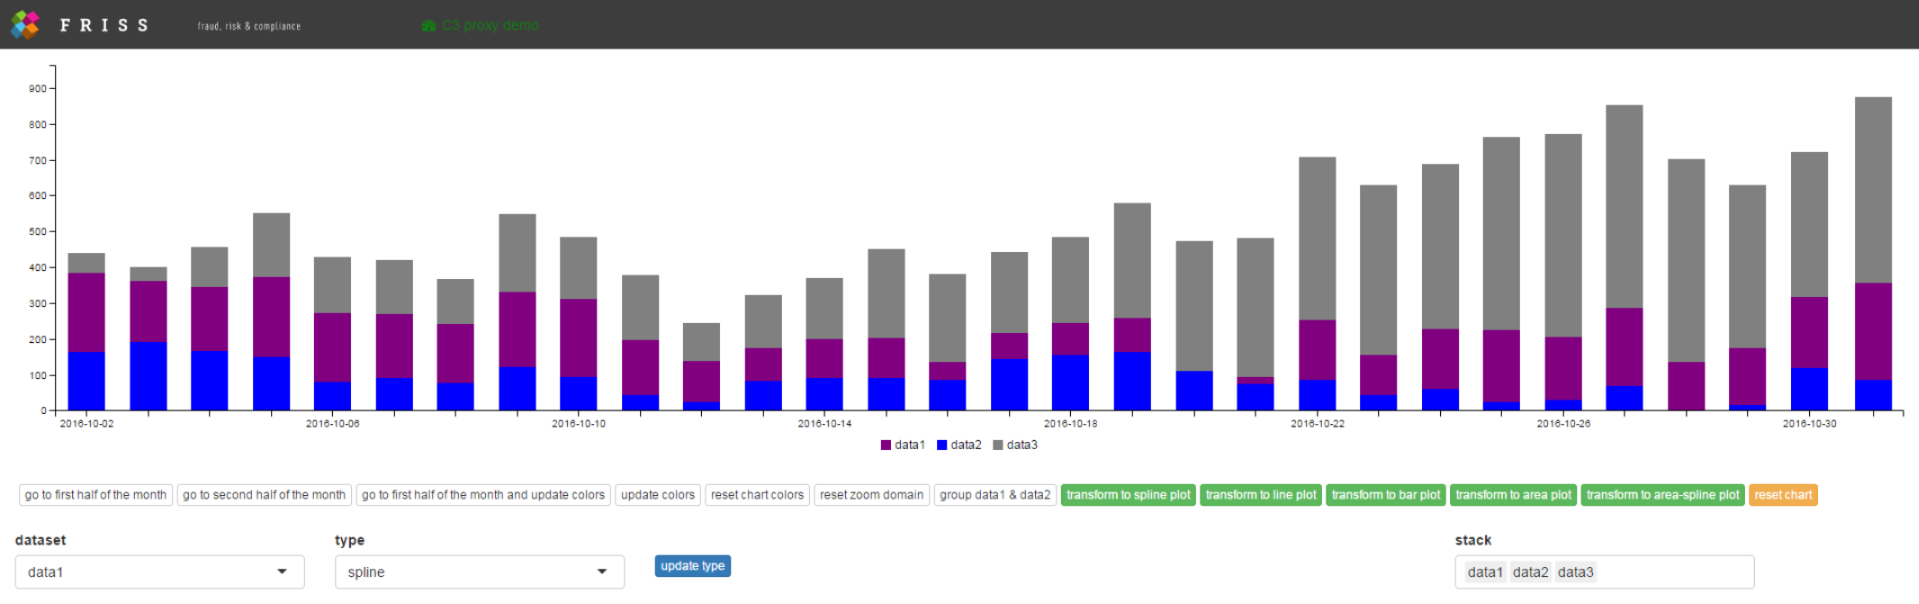 FRISS fraud, risk & compliance C3 proxy demo
900
800
700
600
500
400
300
200
100
0
2016-10-02 2016-10-06 2016-10-10 2016-10-14 2016-10-18 2016-10-22 2016-10-26 2016-10-30
data1 data2 data3
go to first half of the month go to second half of the month go to first half of the month and update colors update colors reset chart colors reset zoom domain group data1 & data2 transform to spline plot transform to line plot transform to bar plot transform to area plot transform to area-spline plot reset chart
dataset type stack
data1 spline update type data1 data2 data3